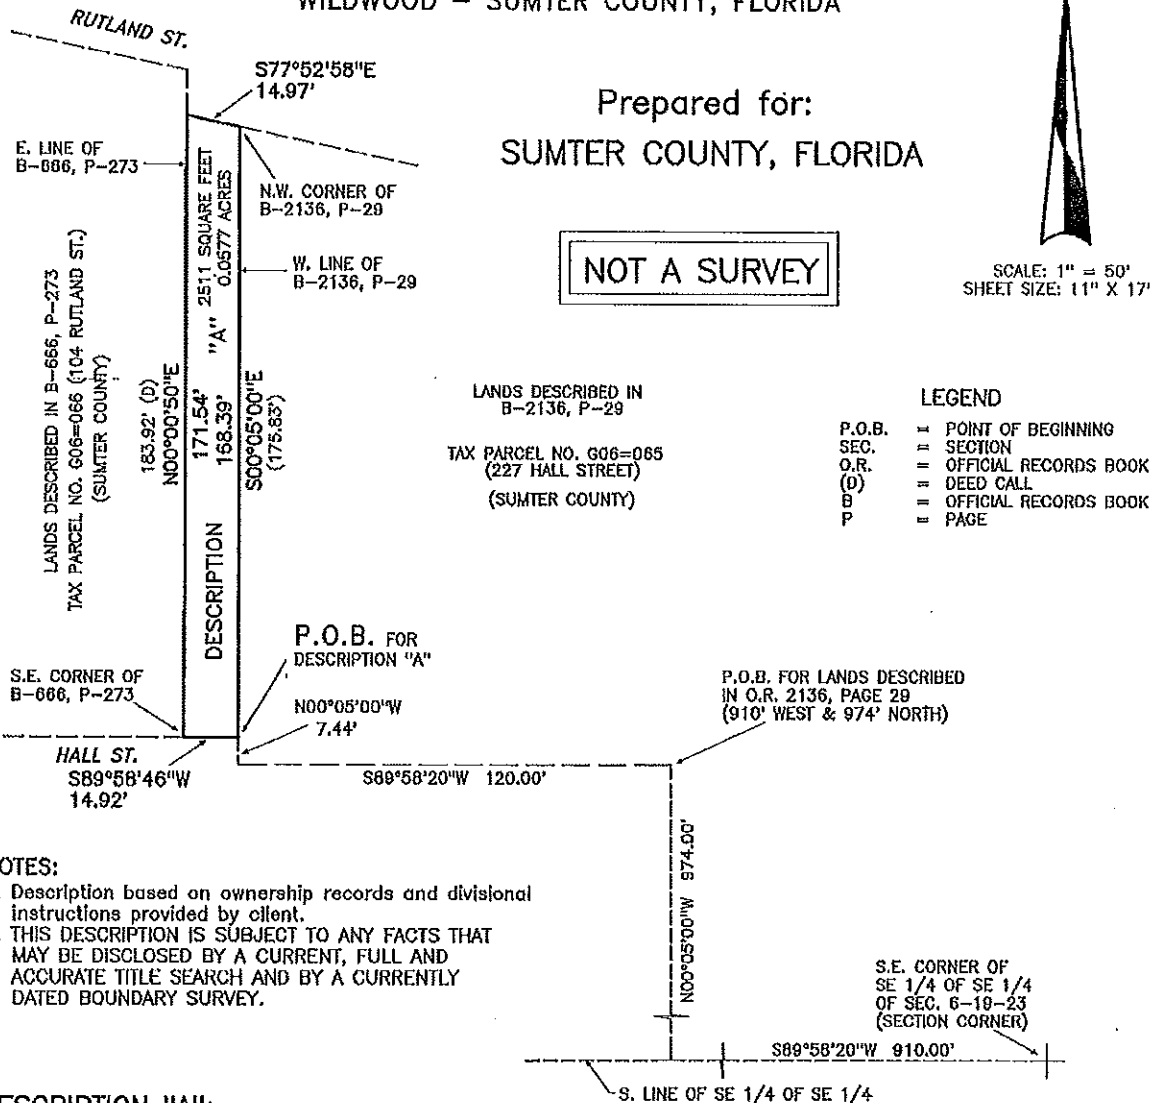 WILDWOOD – SUMTER COUNTY, FLORIDA
RUTLAND ST.
S77°52'58"E
14.97'
Prepared for:
SUMTER COUNTY, FLORIDA
E. LINE OF
B-666, P-273
N.W. CORNER OF
B-2136, P-29
W. LINE OF
B-2136, P-29
NOT A SURVEY
SCALE: 1" = 50'
SHEET SIZE: 11" X 17"
LANDS DESCRIBED IN B-666, P-273
TAX PARCEL NO. G06=066 (104 RUTLAND ST.)
(SUMTER COUNTY)
183.92' (D)
N00°00'50"E
171.54'
168.39'
DESCRIPTION "A"
2511 SQUARE FEET
0.0577 ACRES
S00°05'00"E
(175.83')
LANDS DESCRIBED IN
B-2136, P-29
TAX PARCEL NO. G06=065
(227 HALL STREET)
(SUMTER COUNTY)
LEGEND
P.O.B. = POINT OF BEGINNING
SEC. = SECTION
O.R. = OFFICIAL RECORDS BOOK
(D) = DEED CALL
B = OFFICIAL RECORDS BOOK
P = PAGE
P.O.B. FOR
DESCRIPTION "A"
S.E. CORNER OF
B-666, P-273
N00°05'00"W
7.44'
P.O.B. FOR LANDS DESCRIBED
IN O.R. 2136, PAGE 29
(910' WEST & 974' NORTH)
HALL ST.
S89°58'46"W
14.92'
S89°58'20"W 120.00'
N00°05'00"W 974.00'
OTES:
Description based on ownership records and divisional
instructions provided by client.
THIS DESCRIPTION IS SUBJECT TO ANY FACTS THAT
MAY BE DISCLOSED BY A CURRENT, FULL AND
ACCURATE TITLE SEARCH AND BY A CURRENTLY
DATED BOUNDARY SURVEY.
S.E. CORNER OF
SE 1/4 OF SE 1/4
OF SEC. 6-19-23
(SECTION CORNER)
S89°58'20"W 910.00'
S. LINE OF SE 1/4 OF SE 1/4